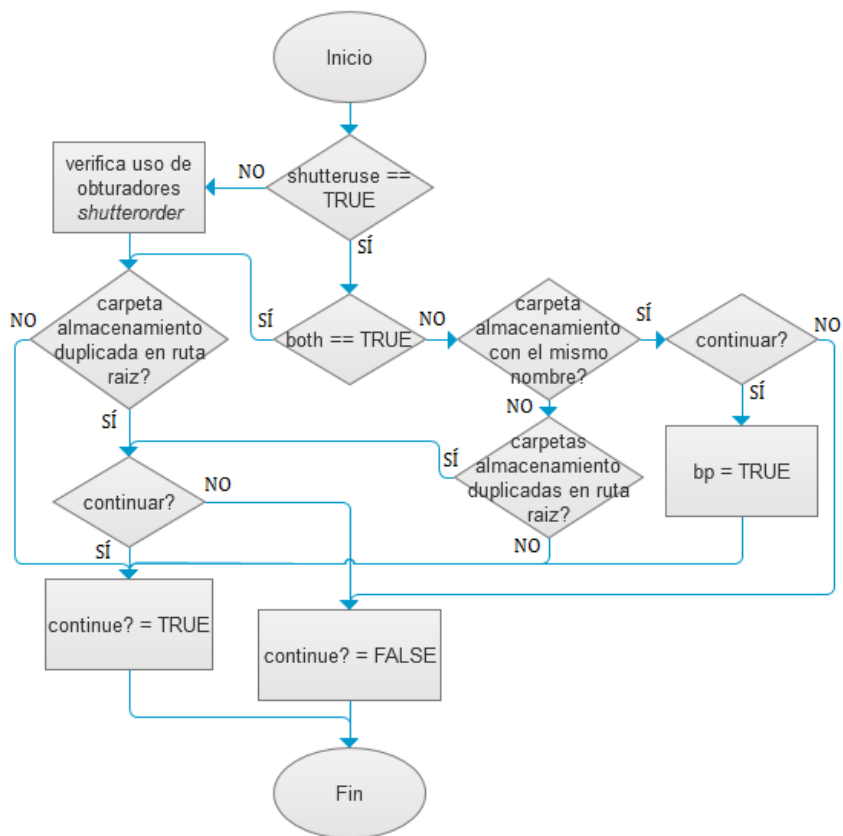 Inicio
shutteruse ==
TRUE
NO
SÍ
verifica uso de
obturadores
shutterorder
carpeta
almacenamiento
duplicada en ruta
raiz?
NO
SÍ
both == TRUE
SÍ
NO
carpeta
almacenamiento
con el mismo
nombre?
SÍ
NO
continuar?
NO
SÍ
carpetas
almacenamiento
duplicadas en ruta
raiz?
SÍ
NO
bp = TRUE
continuar?
NO
SÍ
continue? = TRUE
continue? = FALSE
Fin